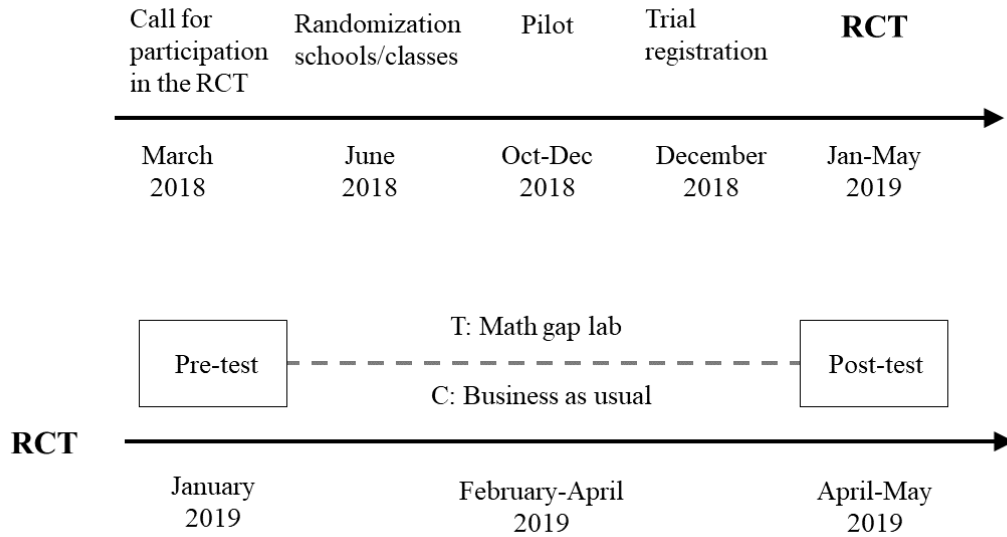 Call for
participation
in the RCT
Randomization
schools/classes
Pilot
Trial
registration
RCT
March
2018
June
2018
Oct-Dec
2018
December
2018
Jan-May
2019
T: Math gap lab
Pre-test
Post-test
C: Business as usual
RCT
January
2019
February-April
2019
April-May
2019